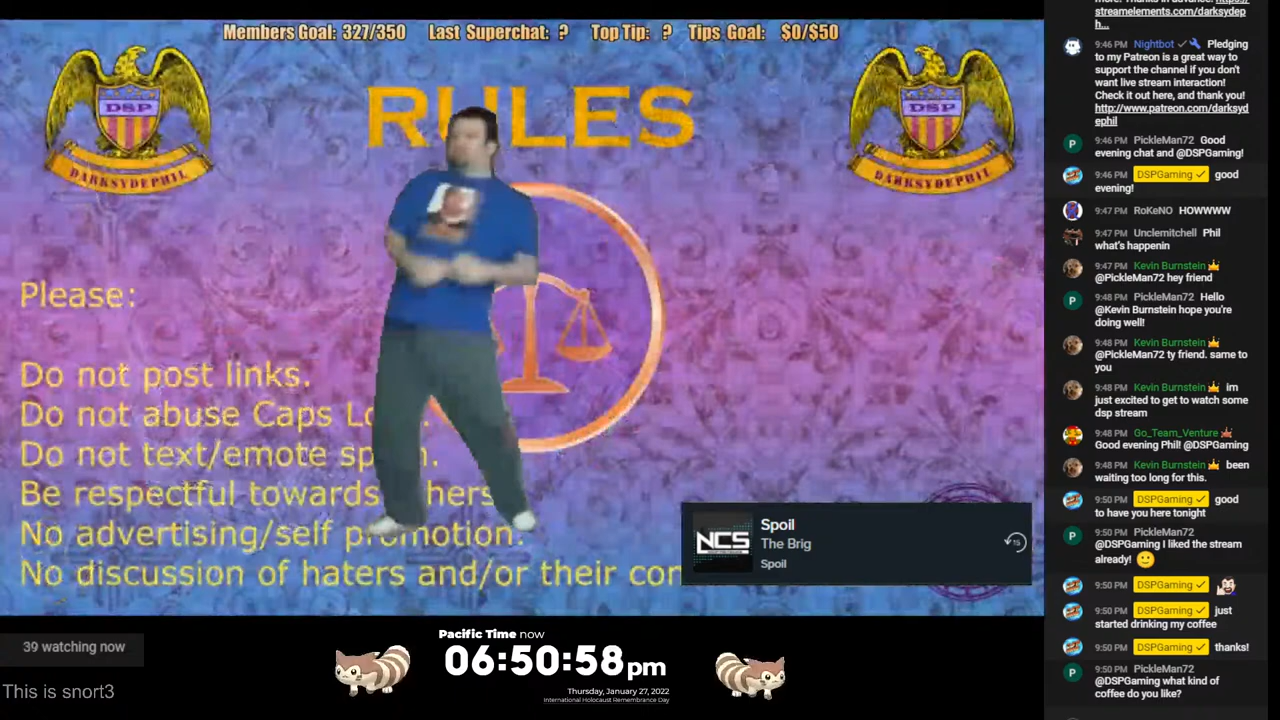 Members Goal: 327/350 Last Superchat: ? Top Tip: ? Tips Goal: $0/$50
DSP
DARKSYDEPHIL
RULES
DSP
DARKSYDEPHIL
Please:
Do not post links.
Do not abuse Caps Lo
Do not text/emote sp m.
Be respectful towards hers
No advertising/self promotion.
No discussion of haters and/or their con
NCS
Spoil
The Brig
Spoil
15
39 watching now
This is snort3
Pacific Time now
06:50:58pm
Thursday, January 27, 2022
International Holocaust Remembrance Day
streamelements.com/darksydep
h...
9:46 PM Nightbot Pledging
to my Patreon is a great way to
support the channel if you don't
want live stream interaction!
Check it out here, and thank you!
http://www.patreon.com/darksyd
ephil
P 9:46 PM PickleMan72 Good
evening chat and @DSPGaming!
9:46 PM DSPGaming good
evening!
9:47 PM RoKeNO HOWWWW
9:47 PM Unclemitchell Phil
what's happenin
9:47 PM Kevin Burnstein
@PickleMan72 hey friend
P 9:48 PM PickleMan72 Hello
@Kevin Burnstein hope you're
doing well!
9:48 PM Kevin Burnstein
@PickleMan72 ty friend. same to
you
9:48 PM Kevin Burnstein im
just excited to get to watch some
dsp stream
9:48 PM Go_Team_Venture
Good evening Phil! @DSPGaming
9:48 PM Kevin Burnstein been
waiting too long for this.
9:50 PM DSPGaming good
to have you here tonight
P 9:50 PM PickleMan72
@DSPGaming I liked the stream
already! 🙂
9:50 PM DSPGaming
9:50 PM DSPGaming just
started drinking my coffee
9:50 PM DSPGaming thanks!
P 9:50 PM PickleMan72
@DSPGaming what kind of
coffee do you like?